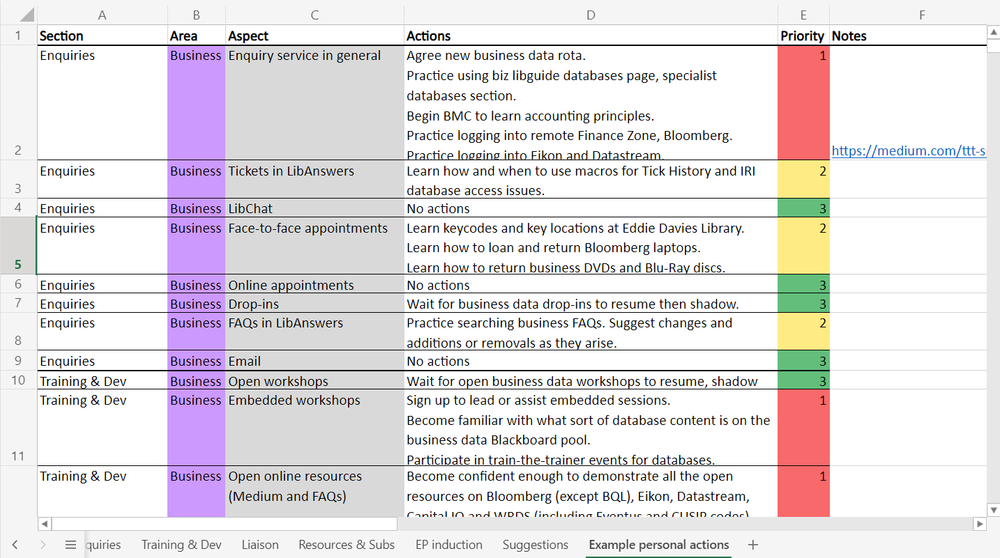 A B C D E F
1 Section Area Aspect Actions Priority Notes
Enquiries Business Enquiry service in general Agree new business data rota. 1
Practice using biz libguide databases page, specialist
databases section.
Begin BMC to learn accounting principles.
Practice logging into remote Finance Zone, Bloomberg.
2 Practice logging into Eikon and Datastream. https://medium.com/ttt-s
Enquiries Business Tickets in LibAnswers Learn how and when to use macros for Tick History and IRI 2
3 database access issues.
4 Enquiries Business LibChat No actions 3
Enquiries Business Face-to-face appointments Learn keycodes and key locations at Eddie Davies Library. 2
Learn how to loan and return Bloomberg laptops.
5 Learn how to return business DVDs and Blu-Ray discs.
6 Enquiries Business Online appointments No actions 3
7 Enquiries Business Drop-ins Wait for business data drop-ins to resume then shadow. 3
Enquiries Business FAQs in LibAnswers Practice searching business FAQs. Suggest changes and 2
8 additions or removals as they arise.
9 Enquiries Business Email No actions 3
10 Training & Dev Business Open workshops Wait for open business data workshops to resume, shadow 3
Training & Dev Business Embedded workshops Sign up to lead or assist embedded sessions. 1
Become familiar with what sort of database content is on the
business data Blackboard pool.
11 Participate in train-the-trainer events for databases.
Training & Dev Business Open online resources Become confident enough to demonstrate all the open 1
(Medium and FAQs) resources on Bloomberg (except BQL), Eikon, Datastream,
Capital IQ and WRDS (including Eventus and CUSIP codes)
quiries Training & Dev Liaison Resources & Subs EP induction Suggestions Example personal actions +